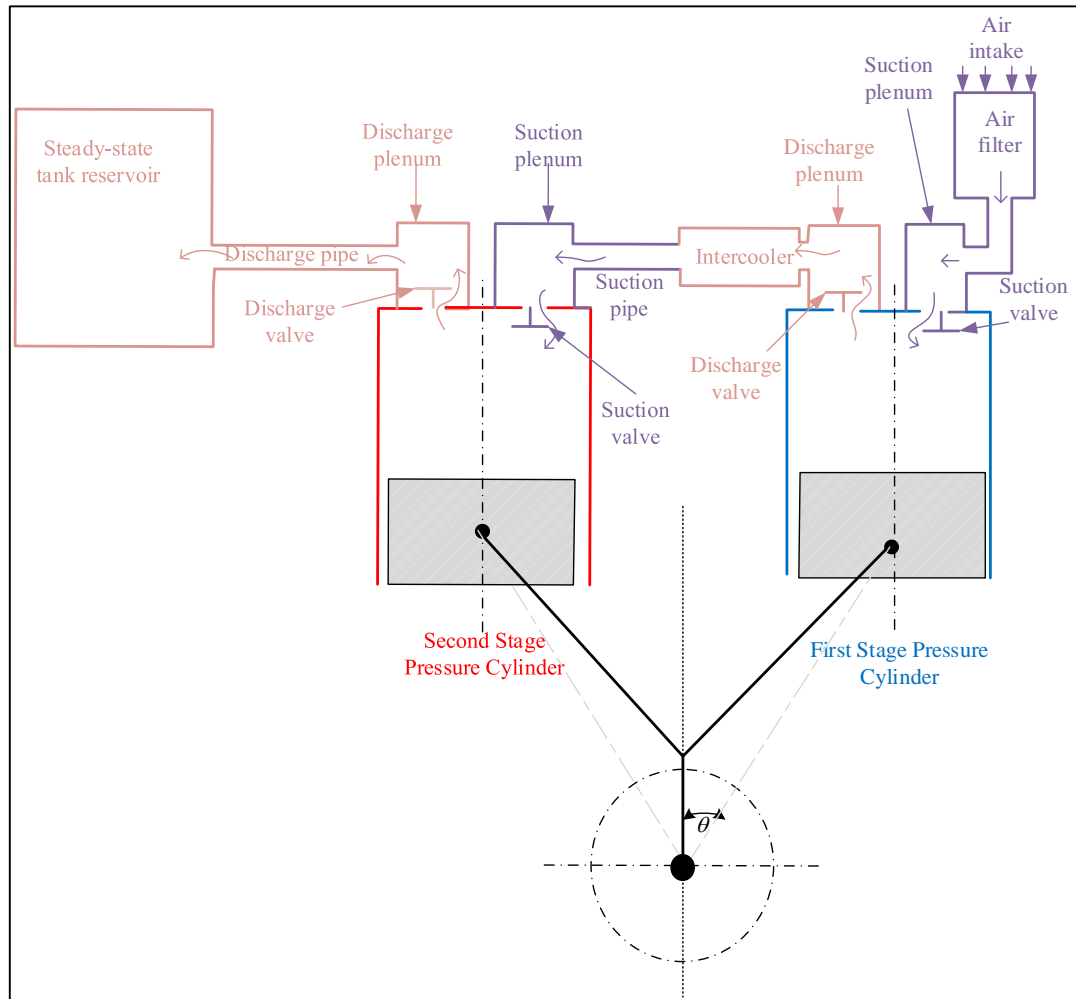 Air
intake
Suction
plenum
Air
filter
Discharge
plenum
Suction
plenum
Discharge
plenum
Steady-state
tank reservoir
Discharge pipe
Intercooler
Suction
pipe
Suction
valve
Discharge
valve
Discharge
valve
Suction
valve
Second Stage
Pressure Cylinder
First Stage Pressure
Cylinder
θ